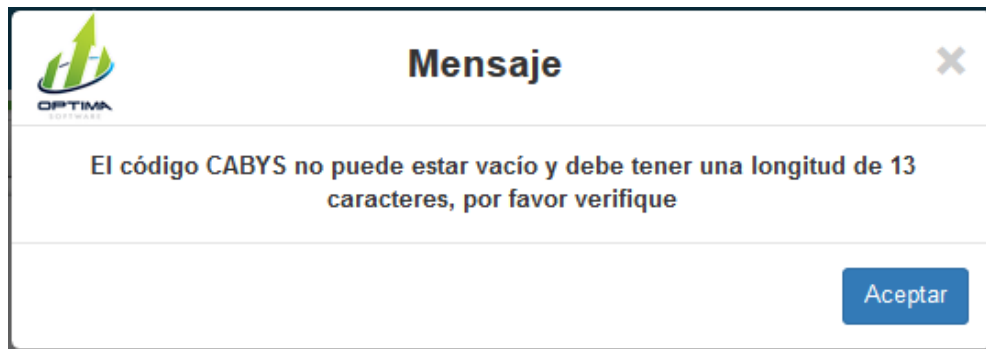 OPTIMA
SOFTWARE
Mensaje
El código CABYS no puede estar vacío y debe tener una longitud de 13
caracteres, por favor verifique
Aceptar